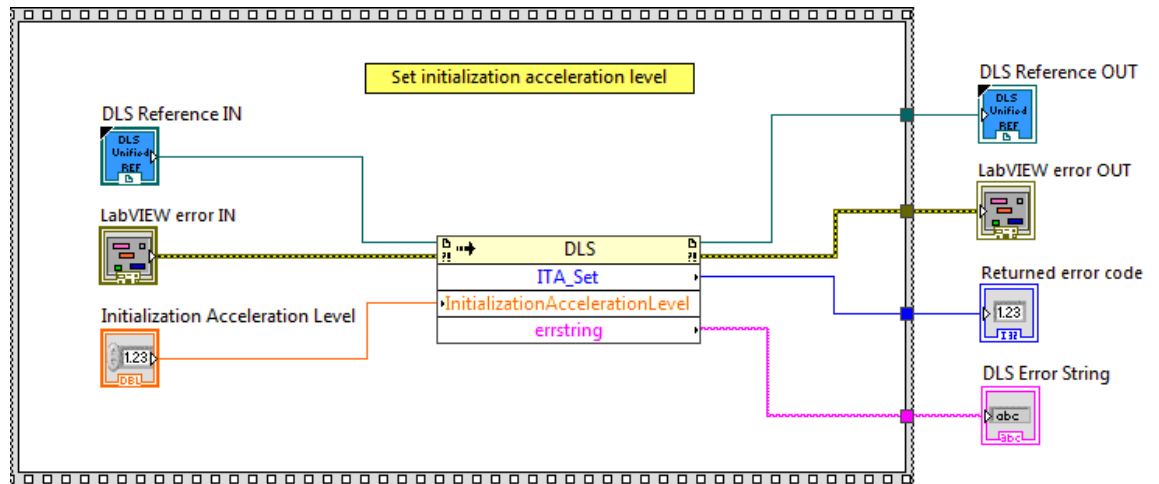 Set initialization acceleration level
DLS Reference OUT
DLS
Unified
REF
DLS Reference IN
DLS
Unified
REF
LabVIEW error OUT
LabVIEW error IN
?!
DLS
?!
ITA_Set
Returned error code
1.23
I32
InitializationAccelerationLevel
Initialization Acceleration Level
1.23
DBL
errstring
DLS Error String
abc
abc